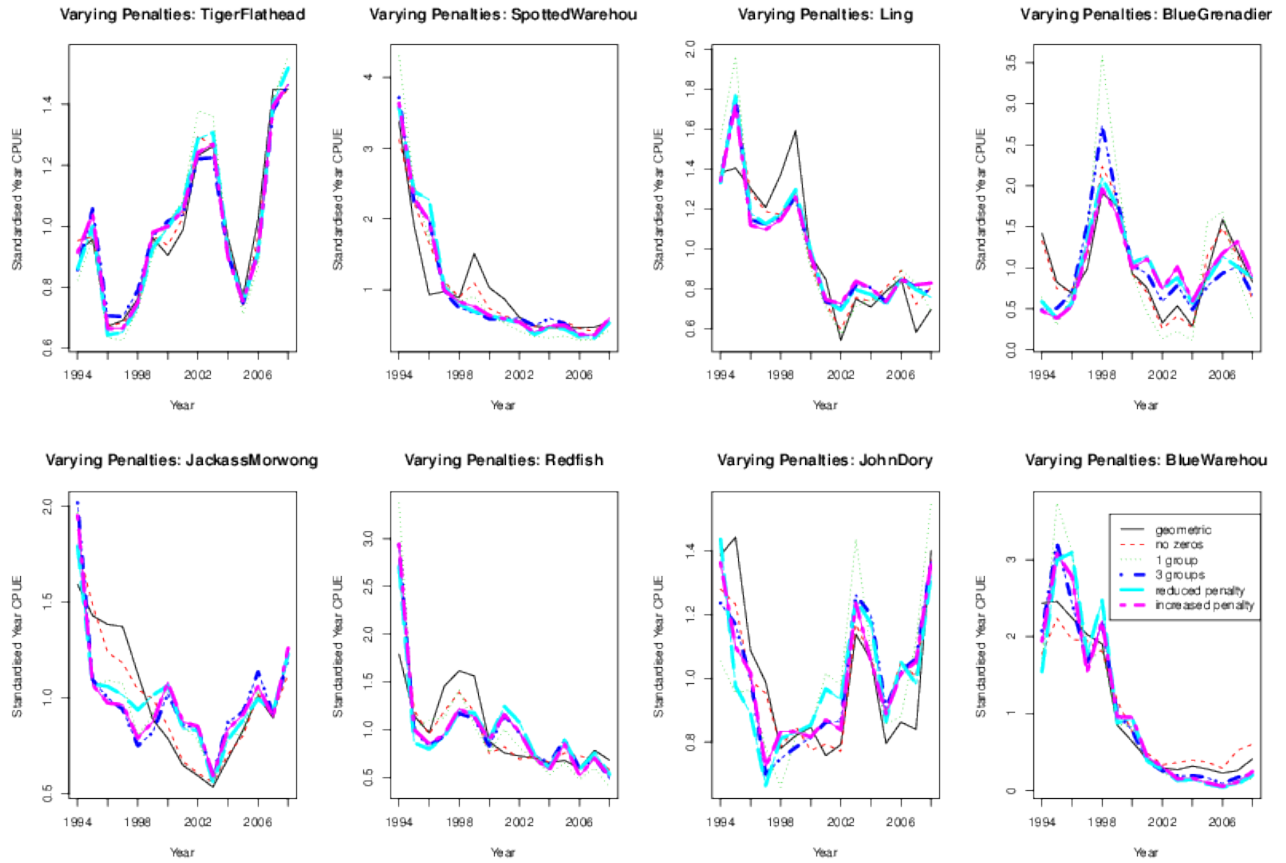 Varying Penalties: TigerFlathead
Standardised Year CPUE
0.6 0.8 1.0 1.2 1.4
1994 1998 2002 2006
Year
Varying Penalties: SpottedWarehou
Standardised Year CPUE
1 2 3 4
1994 1998 2002 2006
Year
Varying Penalties: Ling
Standardised Year CPUE
0.6 0.8 1.0 1.2 1.4 1.6 1.8 2.0
1994 1998 2002 2006
Year
Varying Penalties: BlueGrenadier
Standardised Year CPUE
0.0 0.5 1.0 1.5 2.0 2.5 3.0 3.5
1994 1998 2002 2006
Year
Varying Penalties: JackassMorwong
Standardised Year CPUE
0.5 1.0 1.5 2.0
1994 1998 2002 2006
Year
Varying Penalties: Redfish
Standardised Year CPUE
0.5 1.0 1.5 2.0 2.5 3.0
1994 1998 2002 2006
Year
Varying Penalties: JohnDory
Standardised Year CPUE
0.8 1.0 1.2 1.4
1994 1998 2002 2006
Year
Varying Penalties: BlueWarehou
Standardised Year CPUE
0 1 2 3
1994 1998 2002 2006
Year
geometric
no zeros
1 group
3 groups
reduced penalty
increased penalty